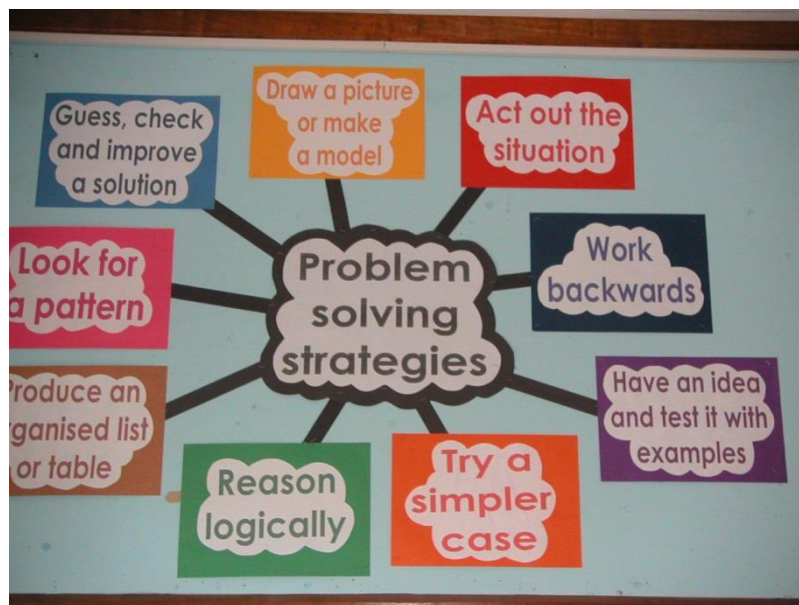 Guess, check
and improve
a solution
Draw a picture
or make
a model
Act out the
situation
Look for
a pattern
Problem
solving
strategies
Work
backwards
Produce an
organised list
or table
Reason
logically
Try a
simpler
case
Have an idea
and test it with
examples